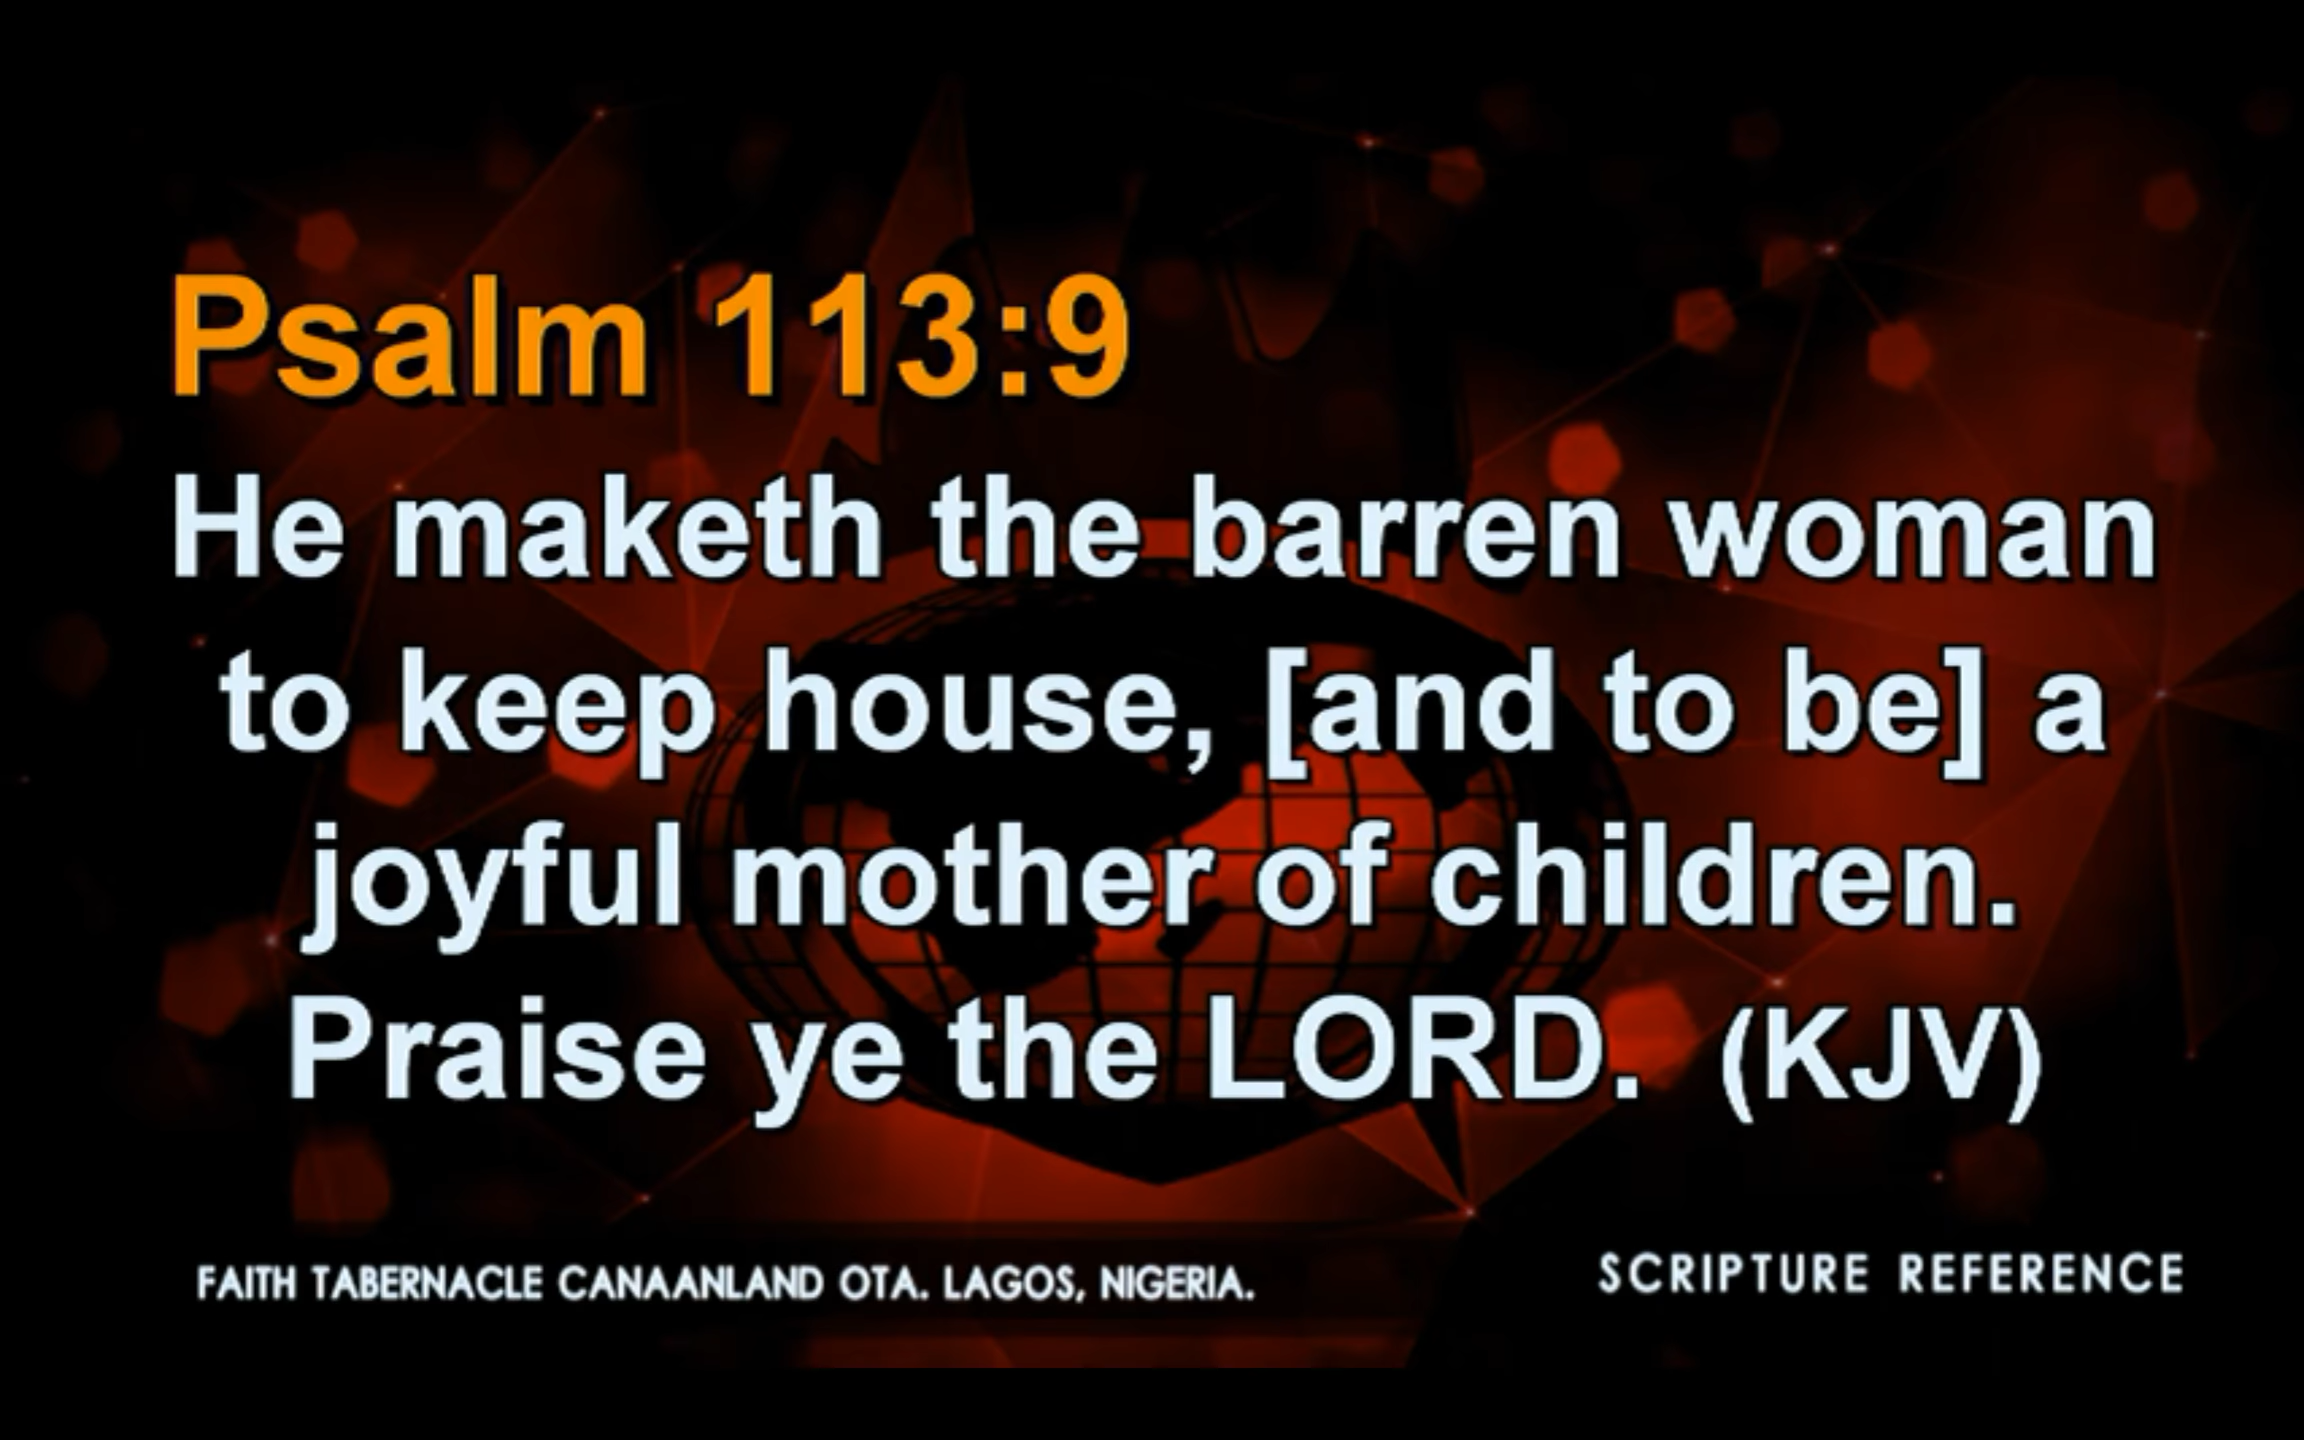 Psalm 113:9
He maketh the barren woman
to keep house, [and to be] a
joyful mother of children.
Praise ye the LORD. (KJV)
FAITH TABERNACLE CANAANLAND OTA. LAGOS, NIGERIA.
SCRIPTURE REFERENCE